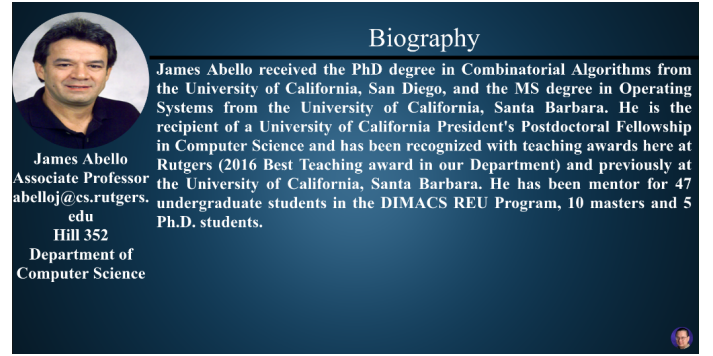 Biography
James Abello received the PhD degree in Combinatorial Algorithms from
the University of California, San Diego, and the MS degree in Operating
Systems from the University of California, Santa Barbara. He is the
recipient of a University of California President's Postdoctoral Fellowship
in Computer Science and has been recognized with teaching awards here at
Rutgers (2016 Best Teaching award in our Department) and previously at
the University of California, Santa Barbara. He has been mentor for 47
undergraduate students in the DIMACS REU Program, 10 masters and 5
Ph.D. students.
James Abello
Associate Professor
abelloj@cs.rutgers.
edu
Hill 352
Department of
Computer Science